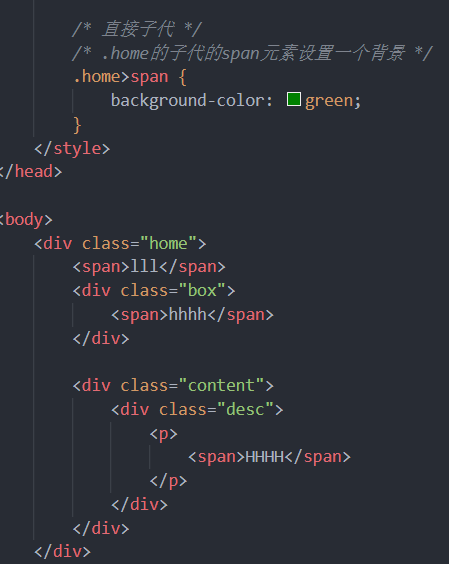 /* 直接子代 */
/* .home的子代的span元素设置一个背景 */
.home>span {
background-color: green;
}
</style>
</head>
<body>
<div class="home">
<span>lll</span>
<div class="box">
<span>hhhh</span>
</div>
<div class="content">
<div class="desc">
<p>
<span>HHHH</span>
</p>
</div>
</div>
</div>